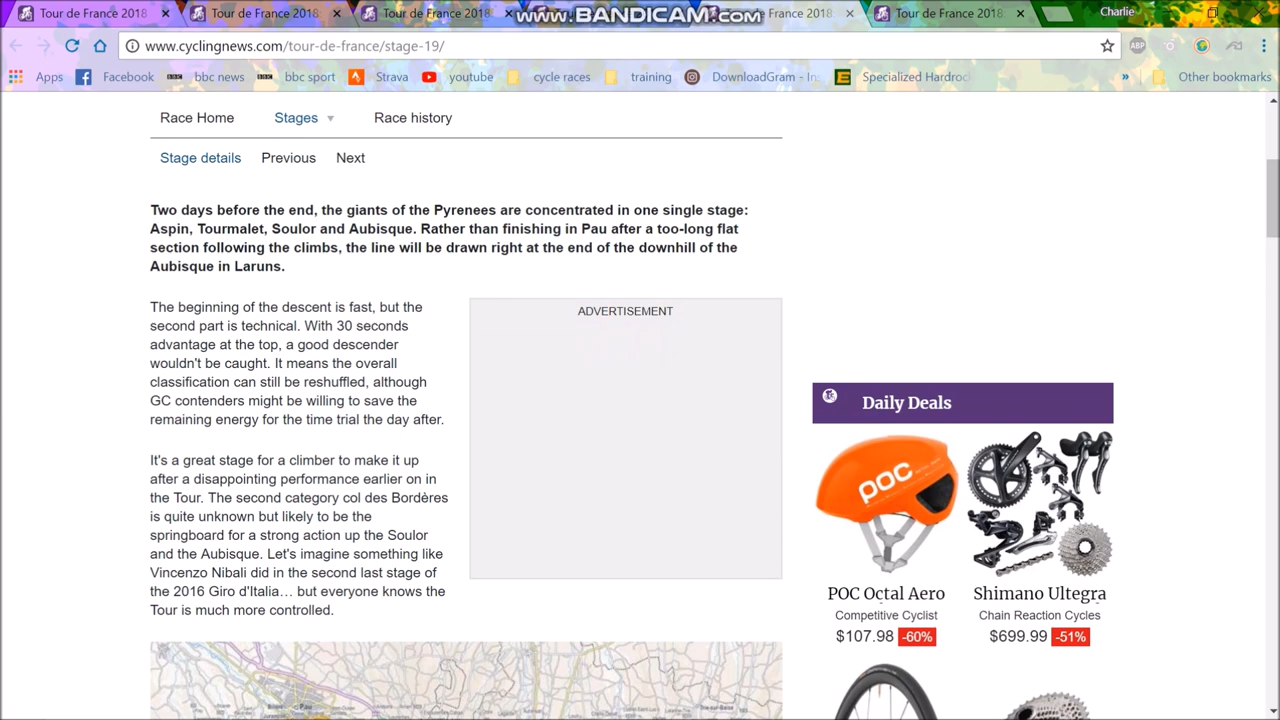 Tour de France 2018
Tour de France 2018
Tour de France 2018
de France 2018
Tour de France 2018
www.BANDICAM.com
Charlie
www.cyclingnews.com/tour-de-france/stage-19/
ABP
Apps
Facebook
bbc news
bbc sport
Strava
youtube
cycle races
training
DownloadGram - In
Specialized Hardroc
»
Other bookmarks
Race Home
Stages
Race history
Stage details
Previous
Next
Two days before the end, the giants of the Pyrenees are concentrated in one single stage:
Aspin, Tourmalet, Soulor and Aubisque. Rather than finishing in Pau after a too-long flat
section following the climbs, the line will be drawn right at the end of the downhill of the
Aubisque in Laruns.
The beginning of the descent is fast, but the
second part is technical. With 30 seconds
advantage at the top, a good descender
wouldn't be caught. It means the overall
classification can still be reshuffled, although
GC contenders might be willing to save the
remaining energy for the time trial the day after.
It's a great stage for a climber to make it up
after a disappointing performance earlier on in
the Tour. The second category col des Bordères
is quite unknown but likely to be the
springboard for a strong action up the Soulor
and the Aubisque. Let's imagine something like
Vincenzo Nibali did in the second last stage of
the 2016 Giro d'Italia… but everyone knows the
Tour is much more controlled.
ADVERTISEMENT
Daily Deals
POC
POC Octal Aero
Competitive Cyclist
$107.98 -60%
Shimano Ultegra
Chain Reaction Cycles
$699.99 -51%
Pau